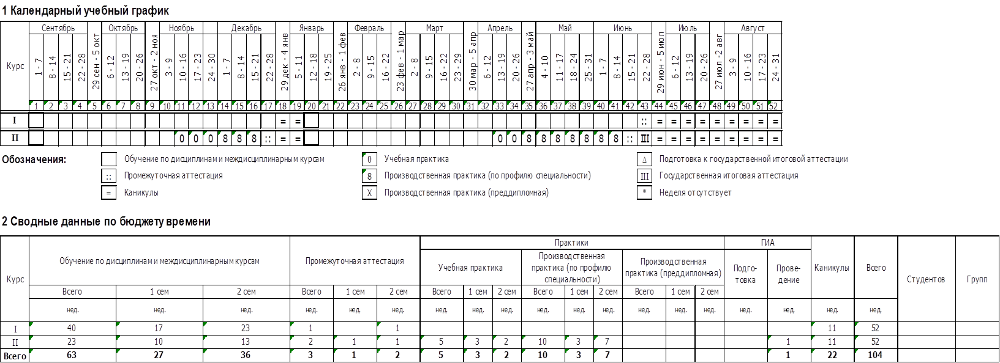 1 Календарный учебный график
Курс Сентябрь 29 сен - 5 окт Октябрь 27 окт - 2 ноя Ноябрь Декабрь 29 дек - 4 янв Январь 26 янв - 1 фев Февраль 23 фев - 1 мар Март 30 мар - 5 апр Апрель 27 апр - 3 май Май Июнь 29 июн - 5 июл Июль 27 июл -2 авг Август
1 - 7 8 - 14 15 - 21 22 - 28 6 - 12 13 - 19 20 - 26 3 - 9 10 - 16 17 - 23 24 - 30 1 - 7 8 - 14 15 - 21 22 - 28 5 - 11 12 - 18 19 - 25 2 - 8 9 - 15 16 - 22 2 - 8 9 - 15 16 - 22 23 - 29 6 - 12 13 - 19 20 - 26 4 - 10 11 - 17 18 - 24 25 - 31 1 - 7 8 - 14 15 - 21 22 - 28 6 - 12 13 - 19 20 - 26 3 - 9 10 - 16 17 - 23 24 - 31
1 2 3 4 5 6 7 8 9 10 11 12 13 14 15 16 17 18 19 20 21 22 23 24 25 26 27 28 29 30 31 32 33 34 35 36 37 38 39 40 41 42 43 44 45 46 47 48 49 50 51 52
I = = :: = = = = = = = = =
II 0 0 0 8 8 8 :: = = 0 0 8 8 8 8 8 8 8 :: III = = = = = = = = =
Обозначения: Обучение по дисциплинам и междисциплинарным курсам 0 Учебная практика Δ Подготовка к государственной итоговой аттестации
:: Промежуточная аттестация 8 Производственная практика (по профилю специальности) III Государственная итоговая аттестация
= Каникулы X Производственная практика (преддипломная) * Неделя отсутствует
2 Сводные данные по бюджету времени
Курс Обучение по дисциплинам и междисциплинарным курсам Промежуточная аттестация Практики ГИА Каникулы Всего Студентов Групп
Учебная практика Производственная практика (по профилю специальности) Производственная практика (преддипломная) Подго-товка Прове-дение
Всего 1 сем 2 сем Всего 1 сем 2 сем Всего 1 сем 2 сем Всего 1 сем 2 сем Всего 1 сем 2 сем
нед. нед. нед. нед. нед. нед. нед. нед. нед. нед. нед. нед. нед. нед. нед. нед. нед. нед. нед.
I 40 17 23 1 1 11 52
II 23 10 13 2 1 1 5 3 2 10 3 7 1 11 52
Всего 63 27 36 3 1 2 5 3 2 10 3 7 1 22 104